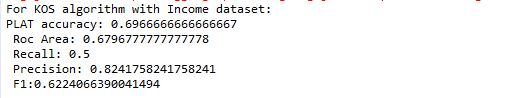 For KOS algorithm with Income dataset:
PLAT accuracy: 0.6966666666666667
Roc Area: 0.6796777777777778
Recall: 0.5
Precision: 0.8241758241758241
F1:0.6224066390041494